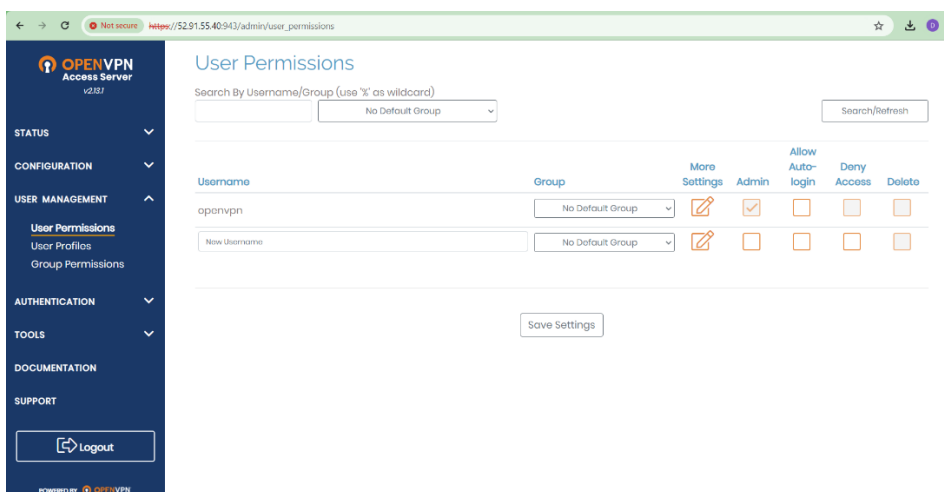 Not secure https://52.91.55.40:943/admin/user_permissions
D
OPENVPN
Access Server
v2.13.1
STATUS
CONFIGURATION
USER MANAGEMENT
User Permissions
User Profiles
Group Permissions
AUTHENTICATION
TOOLS
DOCUMENTATION
SUPPORT
Logout
POWERED BY OPENVPN
User Permissions
Search By Username/Group (use '%' as wildcard)
No Default Group
Search/Refresh
Username Group More Settings Admin Allow Auto-login Deny Access Delete
openvpn No Default Group
New Username No Default Group
Save Settings